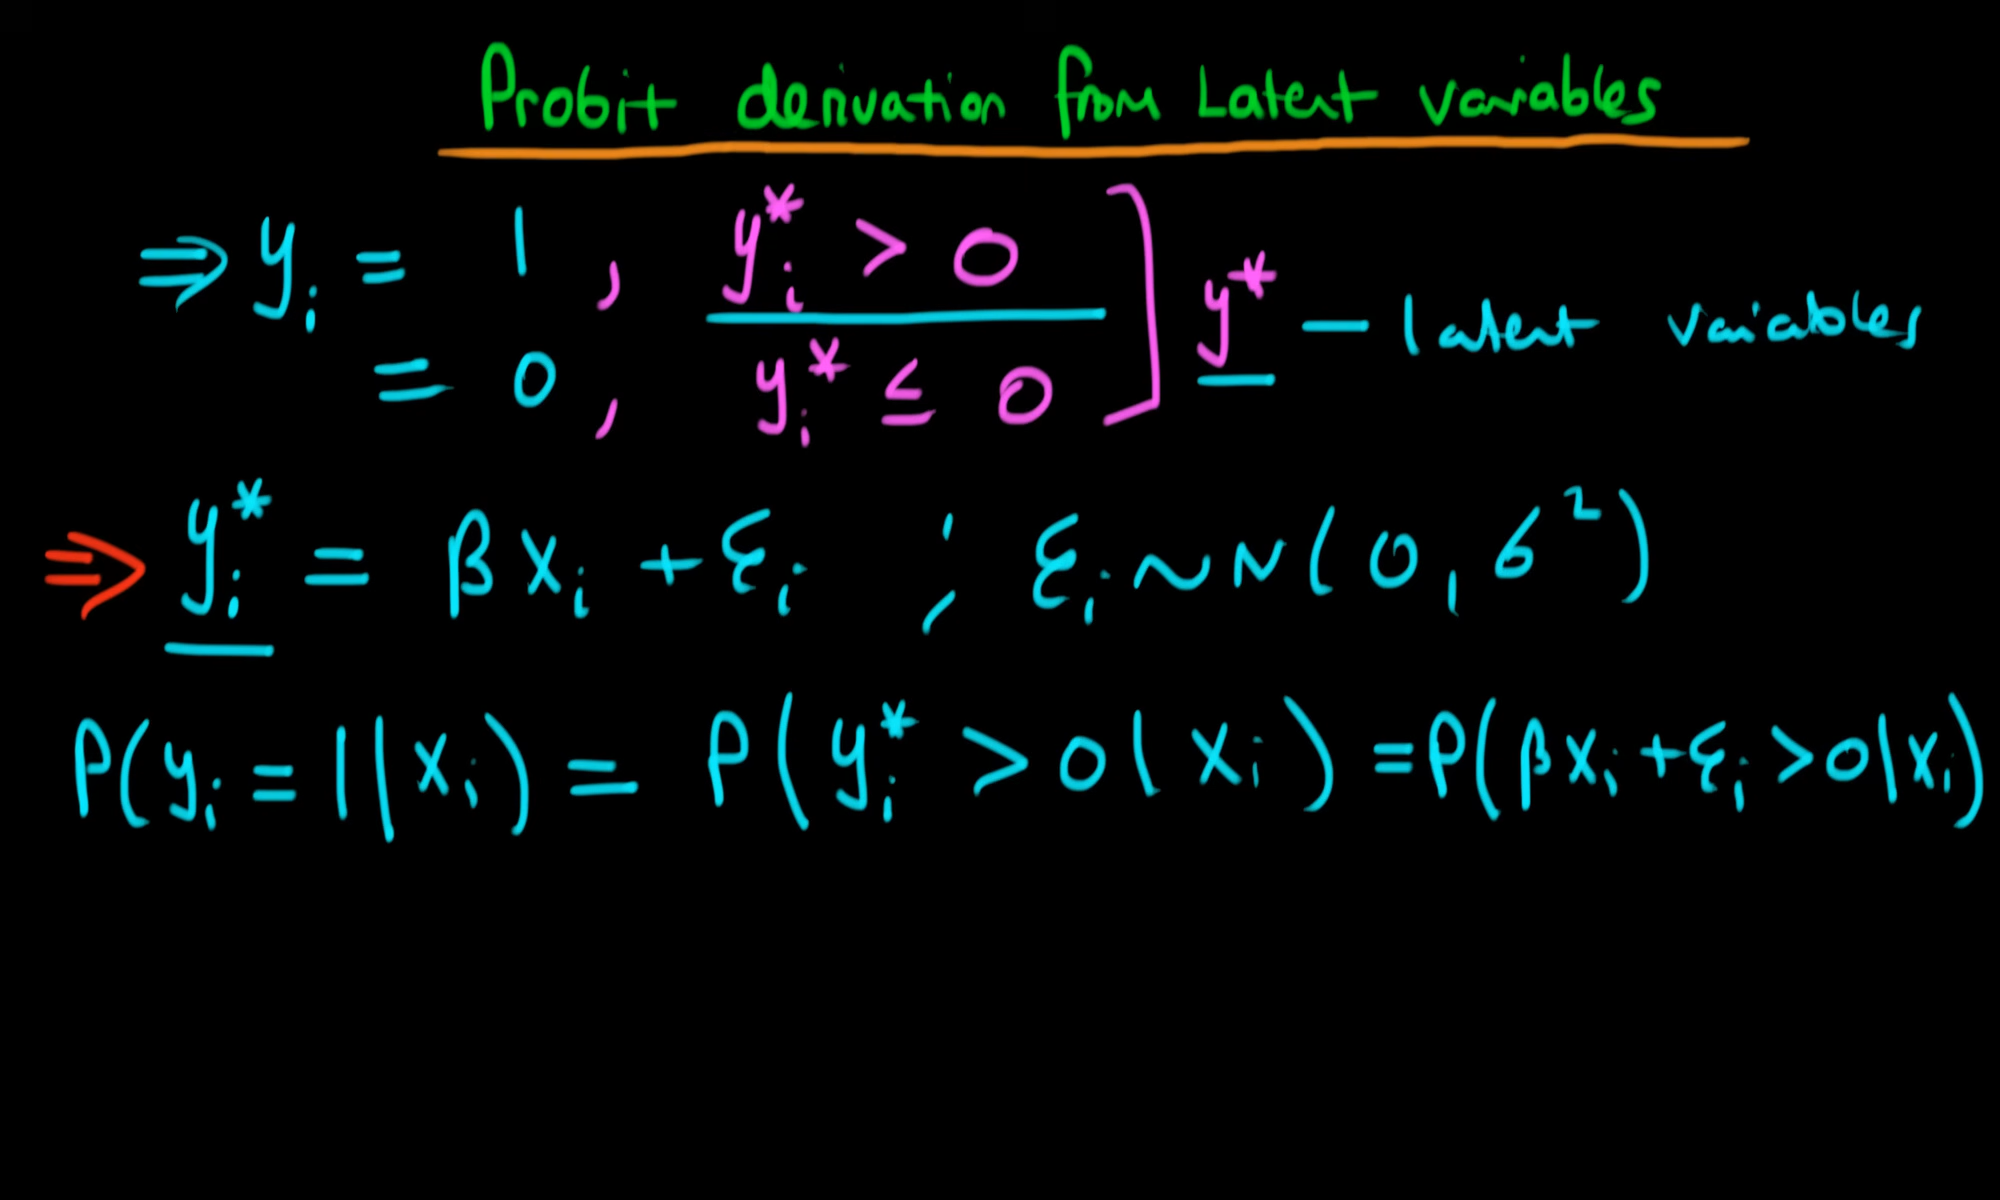 Probit derivation from Latent variables
⇒ yᵢ = 1 , yᵢ* > 0
= 0 , yᵢ* ≤ 0 ] y* – latent variables
⇒ yᵢ* = βxᵢ + εᵢ ; εᵢ ~ N(0, σ²)
P(yᵢ = 1|xᵢ) = P(yᵢ* > 0|xᵢ) = P(βxᵢ + εᵢ > 0|xᵢ)